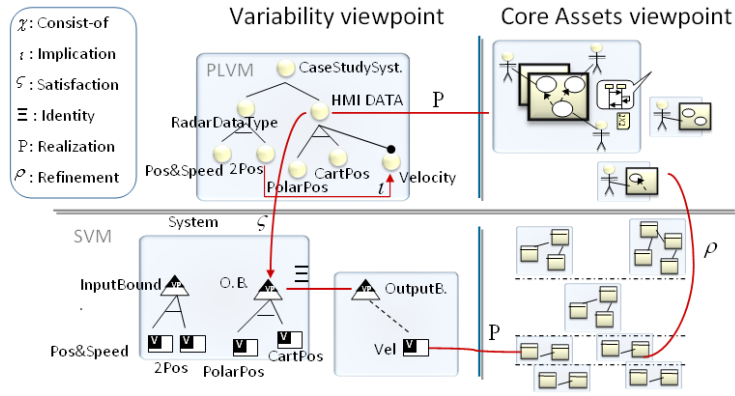 Variability viewpoint
Core Assets viewpoint
χ: Consist-of
ι: Implication
ς: Satisfaction
Ξ: Identity
P: Realization
ρ: Refinement
PLVM
CaseStudySyst.
HMI DATA
P
RadarDataType
Pos&Speed
2Pos
PolarPos
CartPos
ι
Velocity
ς
ρ
SVM
System
InputBound
.
VP
O.B.
VP
Ξ
VP
OutputB.
V
V
V
V
Pos&Speed
2Pos
PolarPos
CartPos
Vel
V
P